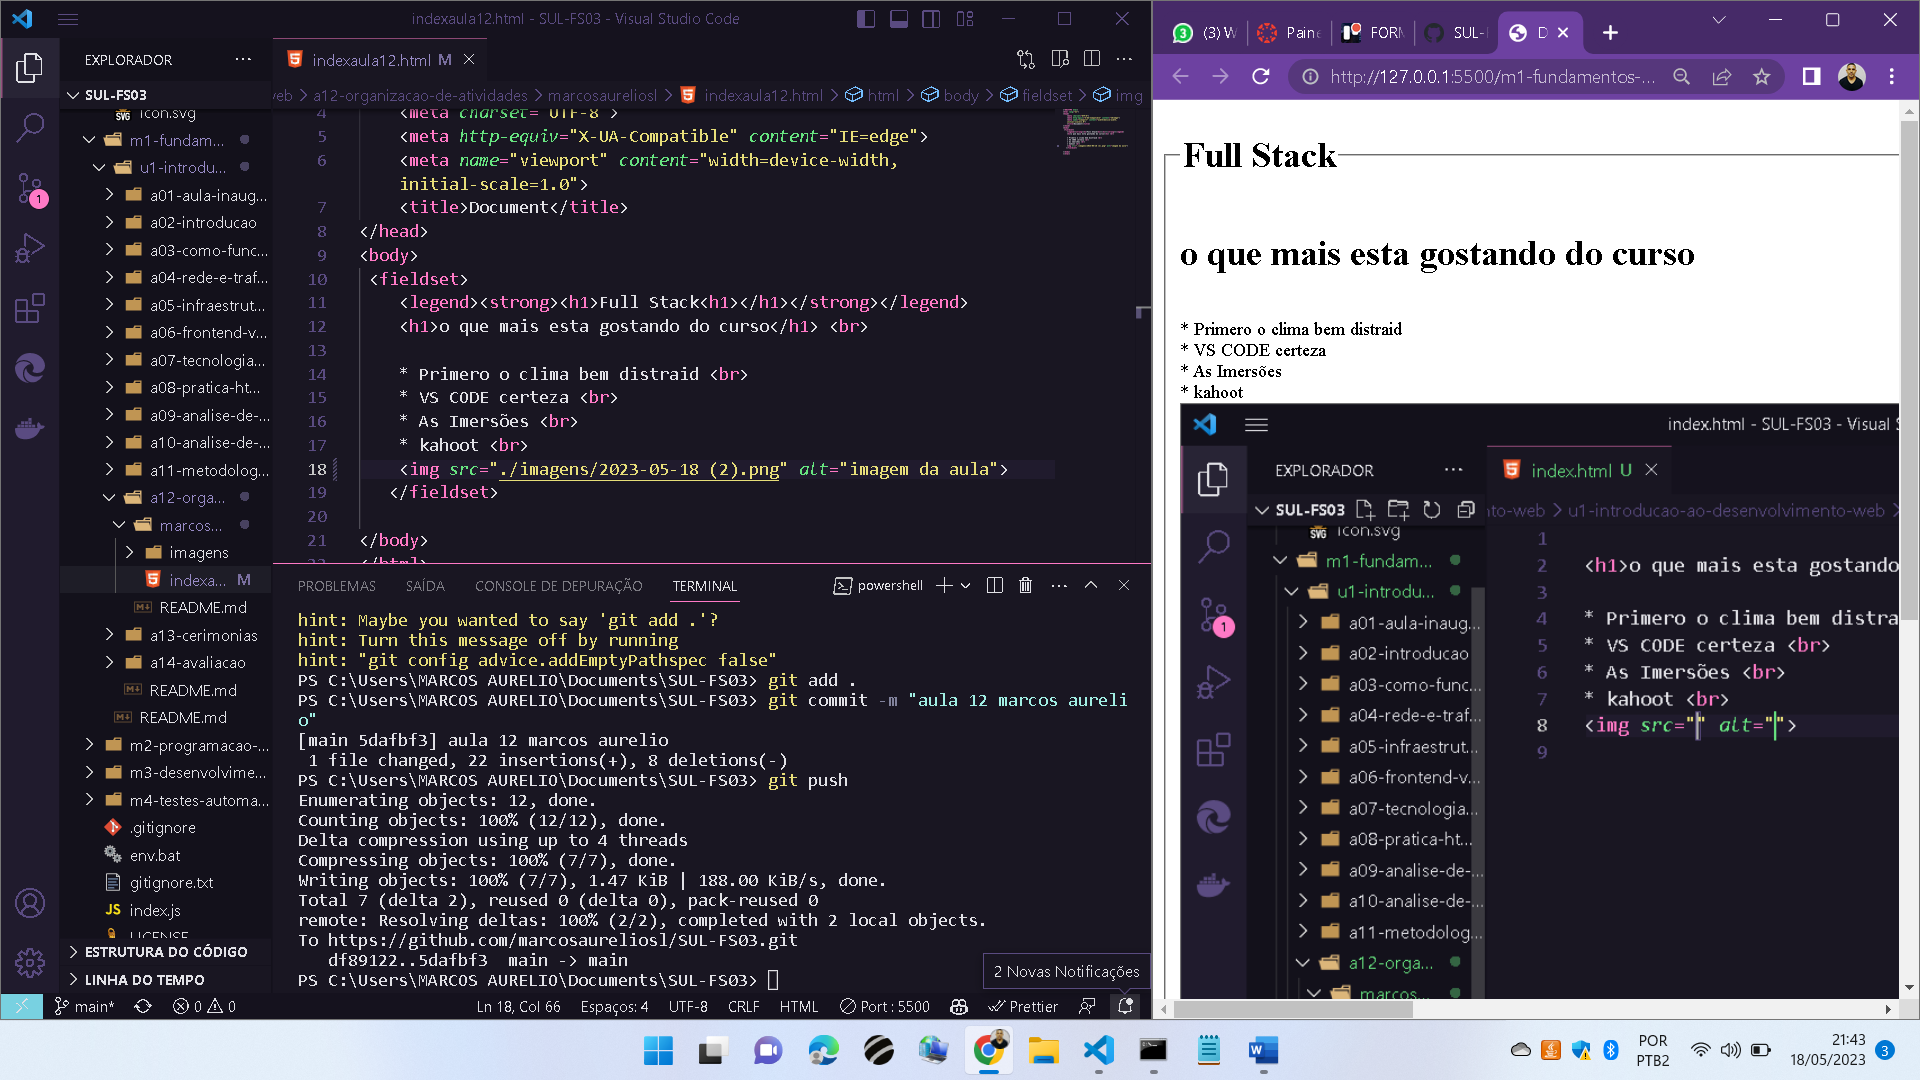 indexaula12.html - SUL-FS03 - Visual Studio Code
EXPLORADOR
SUL-FS03
icon.svg
m1-fundam...
u1-introdu...
a01-aula-inaug...
a02-introducao
a03-como-func...
a04-rede-e-traf...
a05-infraestrut...
a06-frontend-v...
a07-tecnologia...
a08-pratica-ht...
a09-analise-de-...
a10-analise-de-...
a11-metodolog...
a12-orga...
marcos...
imagens
indexa... M
README.md
a13-cerimonias
a14-avaliacao
README.md
README.md
m2-programacao-...
m3-desenvolvime...
m4-testes-automa...
.gitignore
env.bat
gitignore.txt
JS index.js
LICENSE
ESTRUTURA DO CÓDIGO
LINHA DO TEMPO
1
indexaula12.html M
web > a12-organizacao-de-atividades > marcosaureliosl > indexaula12.html > html > body > fieldset > img
4 <meta charset="UTF-8">
5 <meta http-equiv="X-UA-Compatible" content="IE=edge">
6 <meta name="viewport" content="width=device-width,
initial-scale=1.0">
7 <title>Document</title>
8 </head>
9 <body>
10 <fieldset>
11 <legend><strong><h1>Full Stack<h1></h1></strong></legend>
12 <h1>o que mais esta gostando do curso</h1> <br>
13
14 * Primero o clima bem distraid <br>
15 * VS CODE certeza <br>
16 * As Imersões <br>
17 * kahoot <br>
18 <img src="./imagens/2023-05-18 (2).png" alt="imagem da aula">
19 </fieldset>
20
21 </body>
22 </html>
PROBLEMAS SAÍDA CONSOLE DE DEPURAÇÃO TERMINAL powershell
hint: Maybe you wanted to say 'git add .'?
hint: Turn this message off by running
hint: "git config advice.addEmptyPathspec false"
PS C:\Users\MARCOS AURELIO\Documents\SUL-FS03> git add .
PS C:\Users\MARCOS AURELIO\Documents\SUL-FS03> git commit -m "aula 12 marcos aureli
o"
[main 5dafbf3] aula 12 marcos aurelio
1 file changed, 22 insertions(+), 8 deletions(-)
PS C:\Users\MARCOS AURELIO\Documents\SUL-FS03> git push
Enumerating objects: 12, done.
Counting objects: 100% (12/12), done.
Delta compression using up to 4 threads
Compressing objects: 100% (7/7), done.
Writing objects: 100% (7/7), 1.47 KiB | 188.00 KiB/s, done.
Total 7 (delta 2), reused 0 (delta 0), pack-reused 0
remote: Resolving deltas: 100% (2/2), completed with 2 local objects.
To https://github.com/marcosaureliosl/SUL-FS03.git
df89122..5dafbf3 main -> main
PS C:\Users\MARCOS AURELIO\Documents\SUL-FS03>
2 Novas Notificações
main* 0 0 Ln 18, Col 66 Espaços: 4 UTF-8 CRLF HTML Port : 5500 Prettier
3 (3) W Paine FORM SUL- D
http://127.0.0.1:5500/m1-fundamentos-...
Full Stack
o que mais esta gostando do curso
* Primero o clima bem distraid
* VS CODE certeza
* As Imersões
* kahoot
index.html - SUL-FS03 - Visual S
EXPLORADOR
SUL-FS03
icon.svg
m1-fundam...
u1-introdu...
a01-aula-inaug...
a02-introducao
a03-como-func...
a04-rede-e-traf...
a05-infraestrut...
a06-frontend-v...
a07-tecnologia...
a08-pratica-ht...
a09-analise-de-...
a10-analise-de-...
a11-metodolog...
a12-orga...
marcos...
1
index.html U
nto-web > u1-introducao-ao-desenvolvimento-web >
1
2 <h1>o que mais esta gostando
3
4 * Primero o clima bem distra
5 * VS CODE certeza <br>
6 * As Imersões <br>
7 * kahoot <br>
8 <img src="" alt="">
9
W
POR
PTB2
21:43
18/05/2023
3